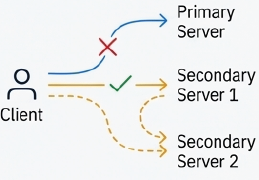 Primary
Server
Client
Secondary
Server 1
Secondary
Server 2